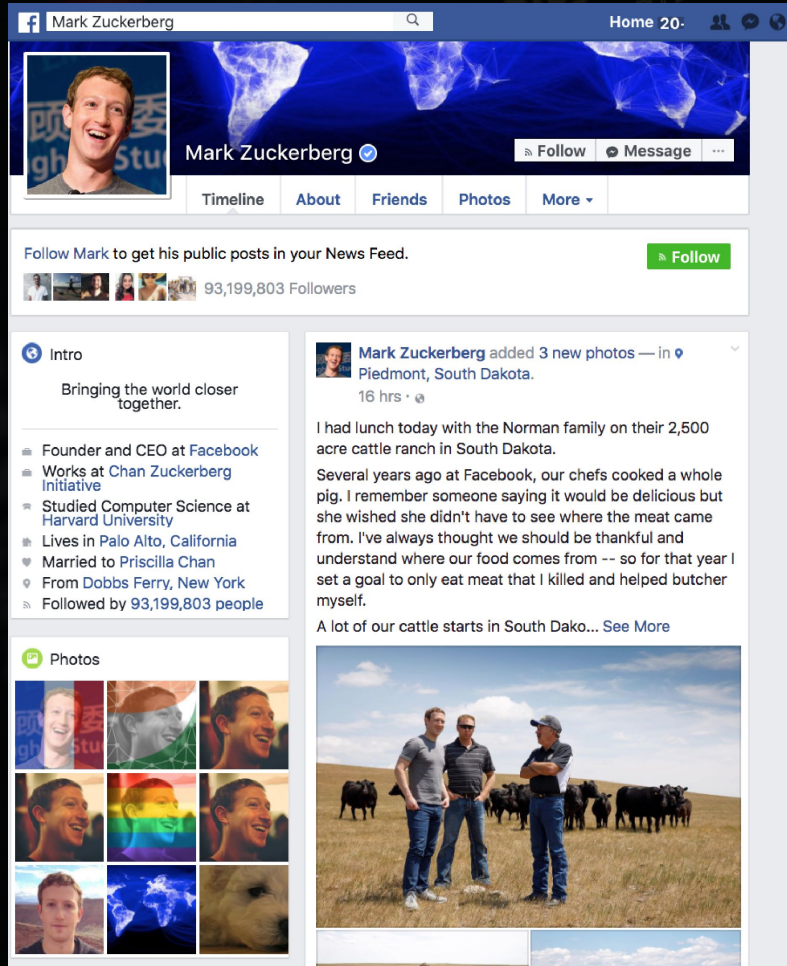 f Mark Zuckerberg
Home 20-
顾 委
ngh Stu
Mark Zuckerberg
Follow Message ...
Timeline About Friends Photos More
Follow Mark to get his public posts in your News Feed.
Follow
93,199,803 Followers
Intro
Bringing the world closer
together.
Founder and CEO at Facebook
Works at Chan Zuckerberg
Initiative
Studied Computer Science at
Harvard University
Lives in Palo Alto, California
Married to Priscilla Chan
From Dobbs Ferry, New York
Followed by 93,199,803 people
Photos
Mark Zuckerberg added 3 new photos — in
Piedmont, South Dakota.
16 hrs ·
I had lunch today with the Norman family on their 2,500
acre cattle ranch in South Dakota.
Several years ago at Facebook, our chefs cooked a whole
pig. I remember someone saying it would be delicious but
she wished she didn't have to see where the meat came
from. I've always thought we should be thankful and
understand where our food comes from -- so for that year I
set a goal to only eat meat that I killed and helped butcher
myself.
A lot of our cattle starts in South Dako... See More